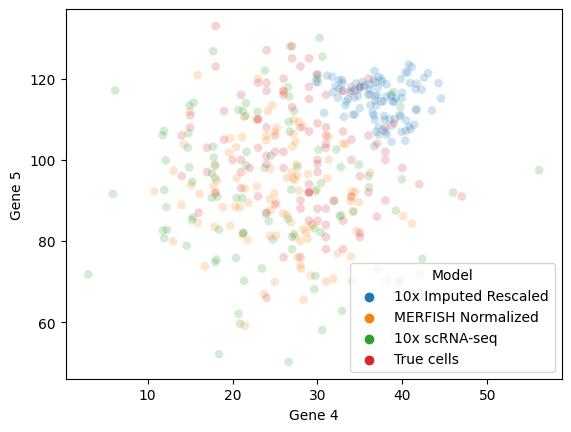 120
100
80
60
Gene 5
10
20
30
40
50
Gene 4
Model
10x Imputed Rescaled
MERFISH Normalized
10x scRNA-seq
True cells